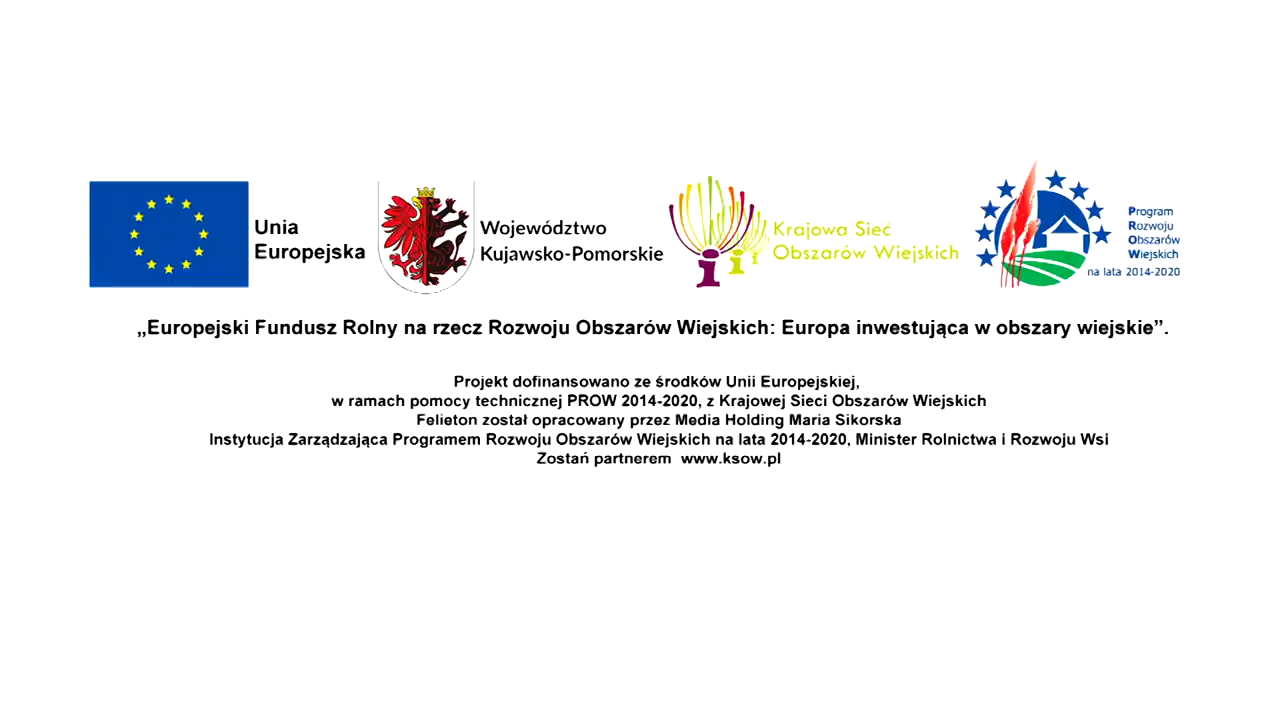 Unia
Europejska
Województwo
Kujawsko-Pomorskie
Krajowa Sieć
Obszarów Wiejskich
Program
Rozwoju
Obszarów
Wiejskich
na lata 2014-2020
„Europejski Fundusz Rolny na rzecz Rozwoju Obszarów Wiejskich: Europa inwestująca w obszary wiejskie”.
Projekt dofinansowano ze środków Unii Europejskiej,
w ramach pomocy technicznej PROW 2014-2020, z Krajowej Sieci Obszarów Wiejskich
Felieton został opracowany przez Media Holding Maria Sikorska
Instytucja Zarządzająca Programem Rozwoju Obszarów Wiejskich na lata 2014-2020, Minister Rolnictwa i Rozwoju Wsi
Zostań partnerem www.ksow.pl